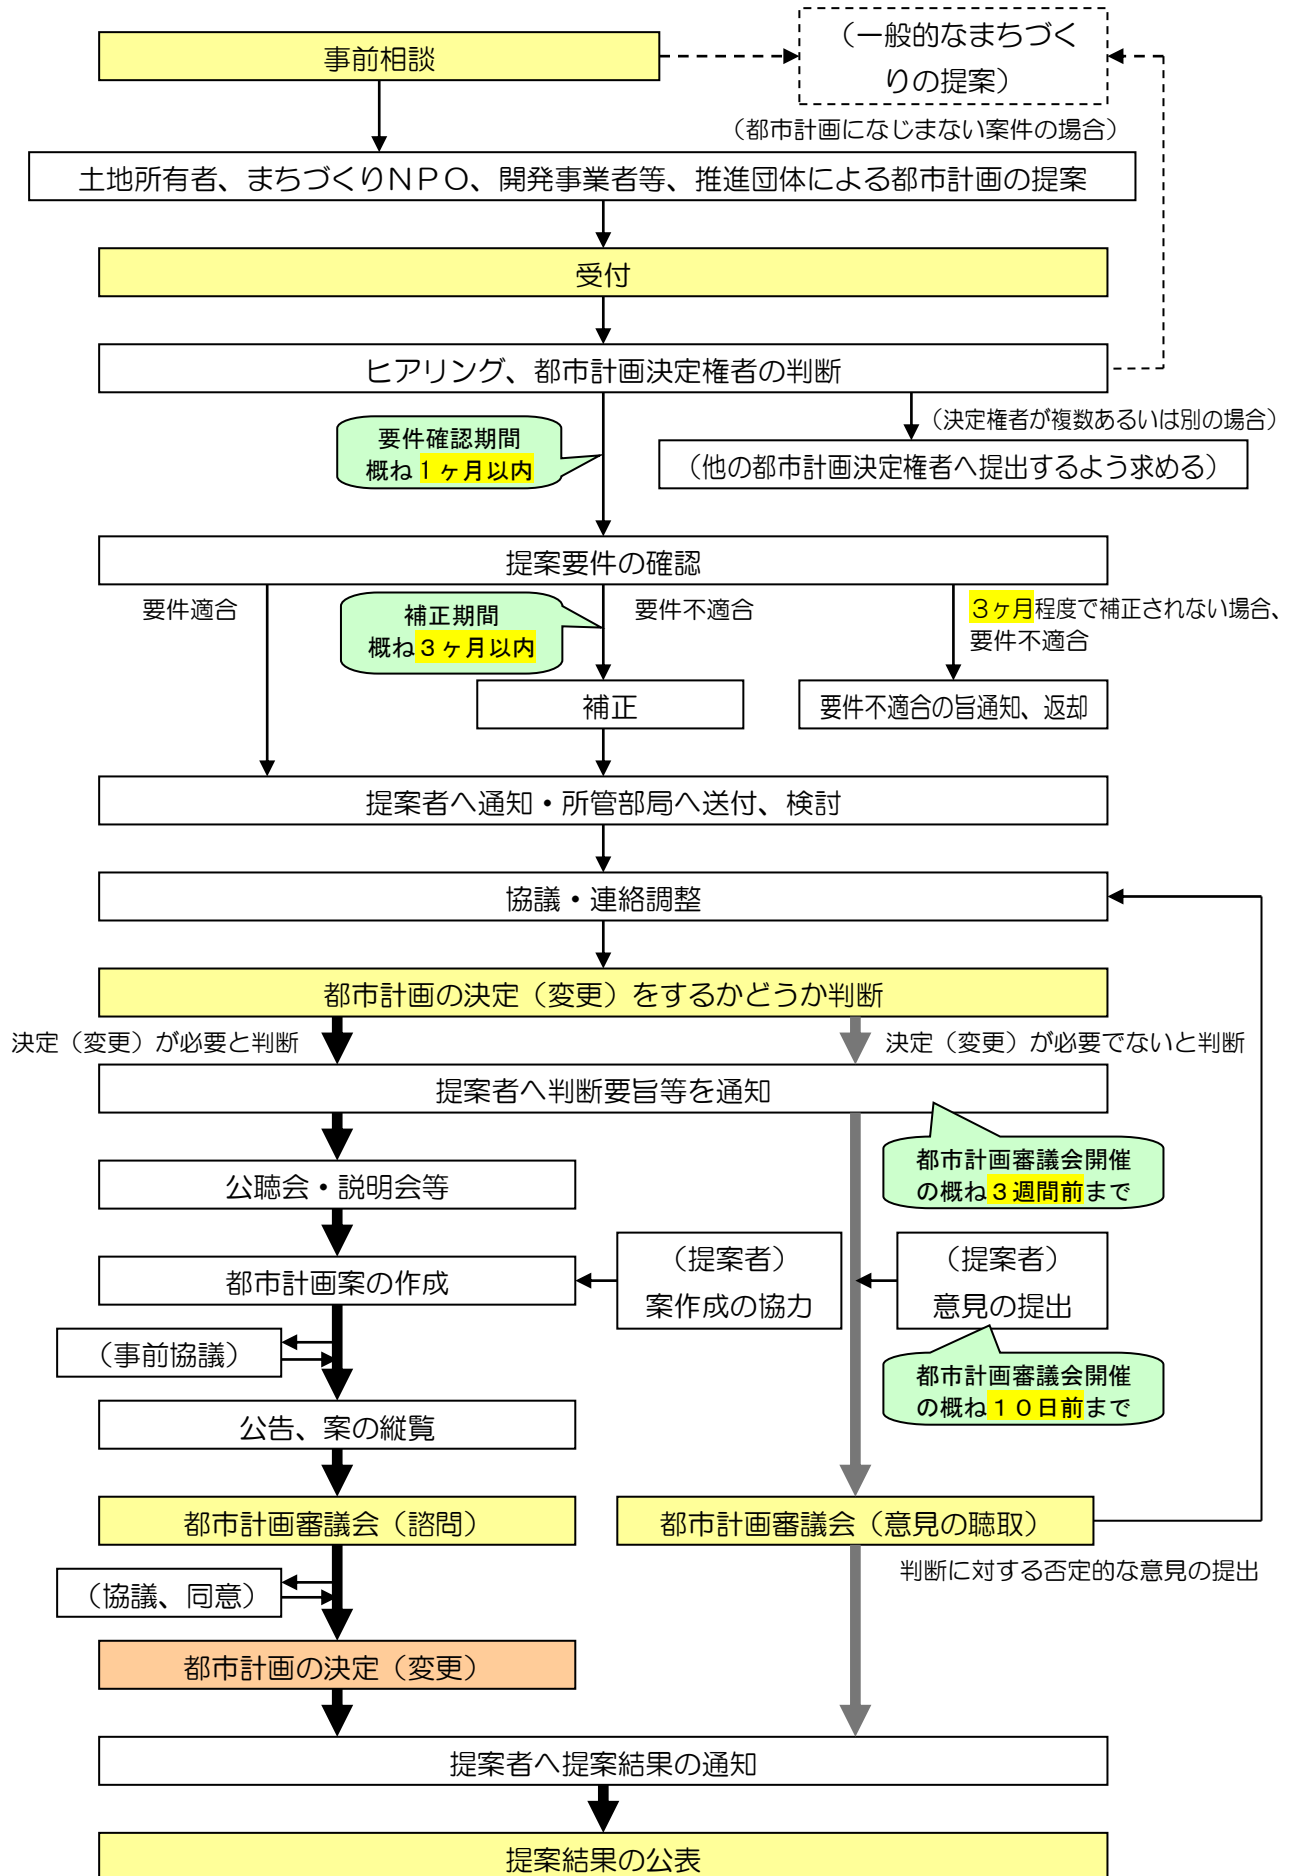 事前相談
（一般的なまちづく
りの提案）
（都市計画になじまない案件の場合）
土地所有者、まちづくりＮＰＯ、開発事業者等、推進団体による都市計画の提案
受付
ヒアリング、都市計画決定権者の判断
（決定権者が複数あるいは別の場合）
要件確認期間
概ね１ヶ月以内
（他の都市計画決定権者へ提出するよう求める）
提案要件の確認
要件適合
補正期間
概ね３ヶ月以内
要件不適合
３ヶ月程度で補正されない場合、
要件不適合
補正
要件不適合の旨通知、返却
提案者へ通知・所管部局へ送付、検討
協議・連絡調整
都市計画の決定（変更）をするかどうか判断
決定（変更）が必要と判断
決定（変更）が必要でないと判断
提案者へ判断要旨等を通知
都市計画審議会開催
の概ね３週間前まで
公聴会・説明会等
都市計画案の作成
（提案者）
案作成の協力
（提案者）
意見の提出
（事前協議）
都市計画審議会開催
の概ね１０日前まで
公告、案の縦覧
都市計画審議会（諮問）
都市計画審議会（意見の聴取）
判断に対する否定的な意見の提出
（協議、同意）
都市計画の決定（変更）
提案者へ提案結果の通知
提案結果の公表